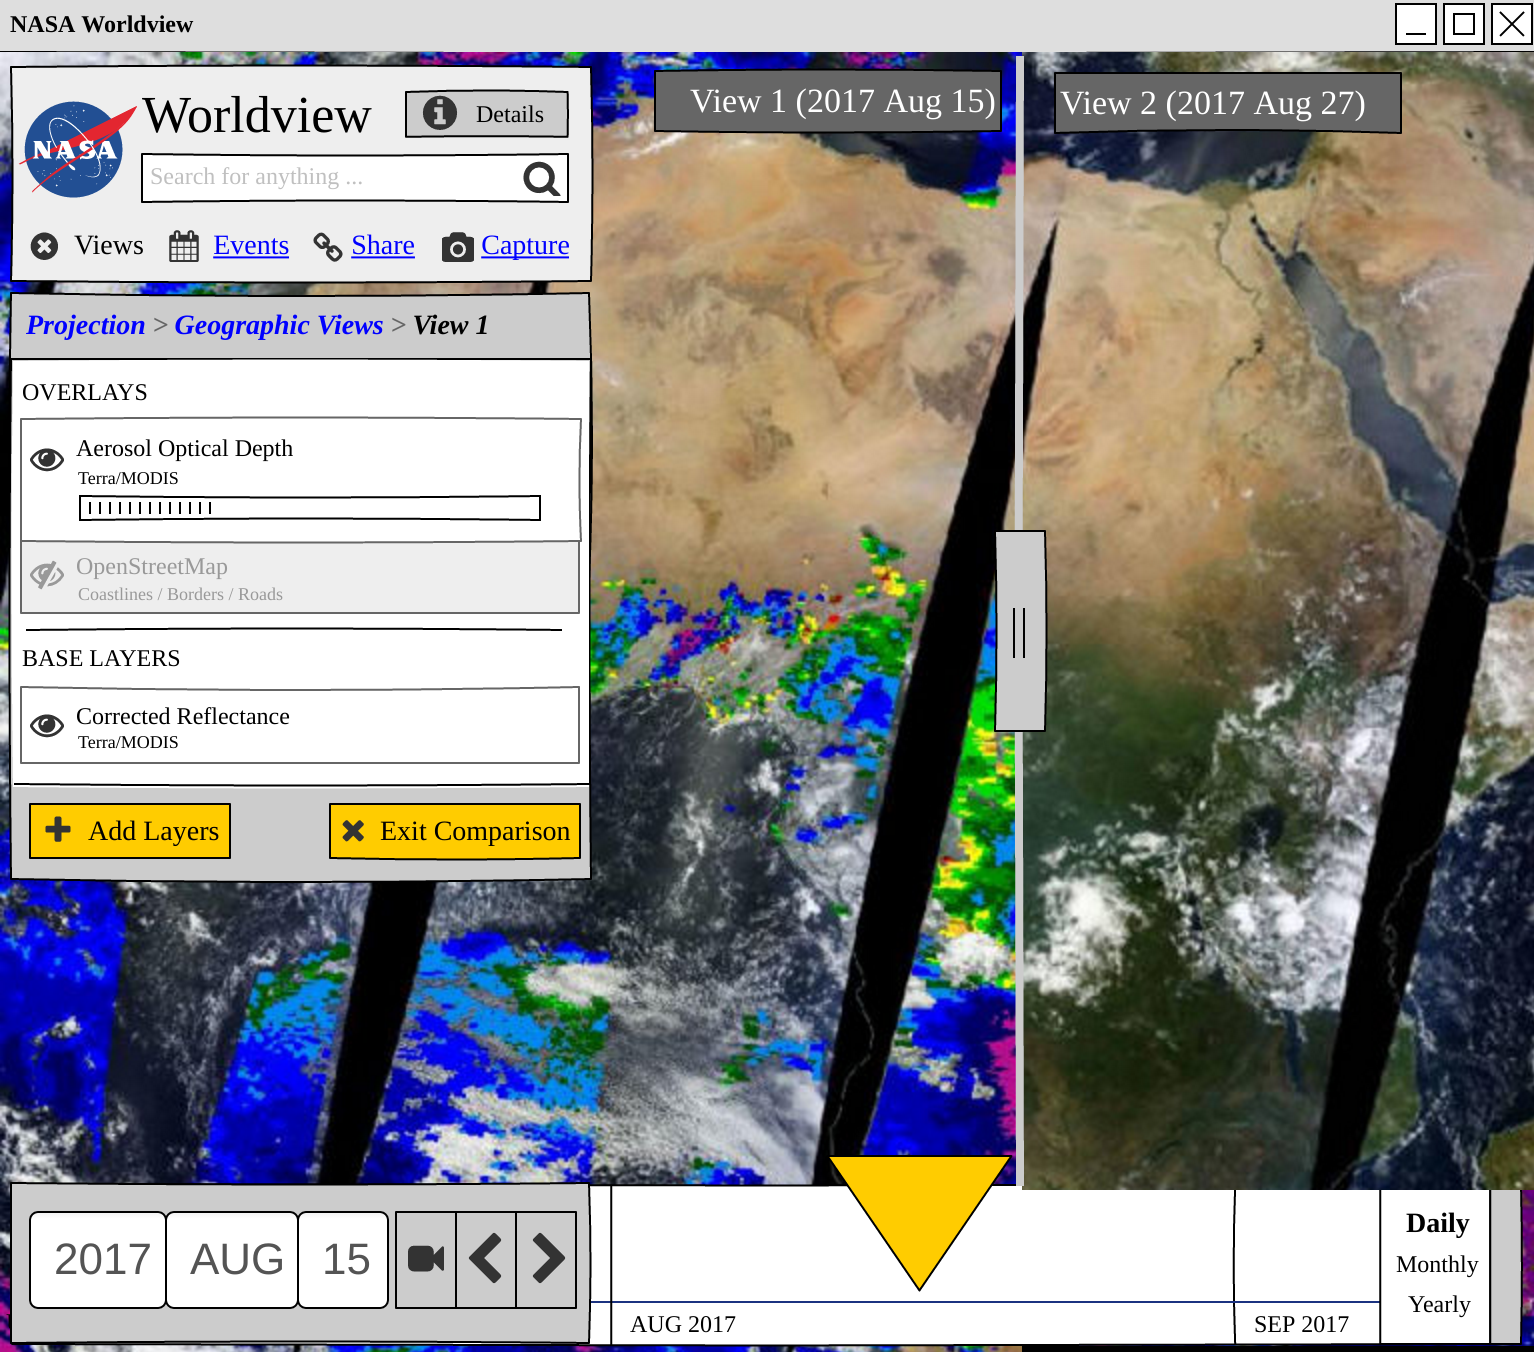 NASA Worldview
View 1 (2017 Aug 15)
View 2 (2017 Aug 27)
NASA
Worldview
Details
Search for anything ...
Views Events Share Capture
Projection > Geographic Views > View 1
OVERLAYS
Aerosol Optical Depth
Terra/MODIS
OpenStreetMap
Coastlines / Borders / Roads
BASE LAYERS
Corrected Reflectance
Terra/MODIS
Add Layers Exit Comparison
2017 AUG 15
AUG 2017
SEP 2017
Daily
Monthly
Yearly